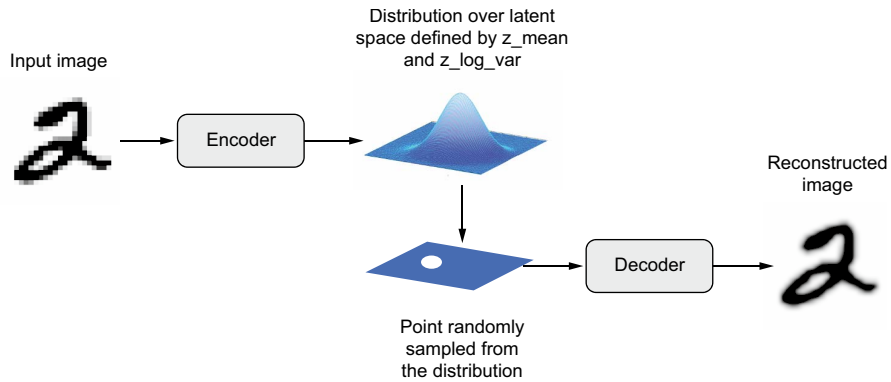 Input image
Encoder
Distribution over latent
space defined by z_mean
and z_log_var
Point randomly
sampled from
the distribution
Decoder
Reconstructed
image